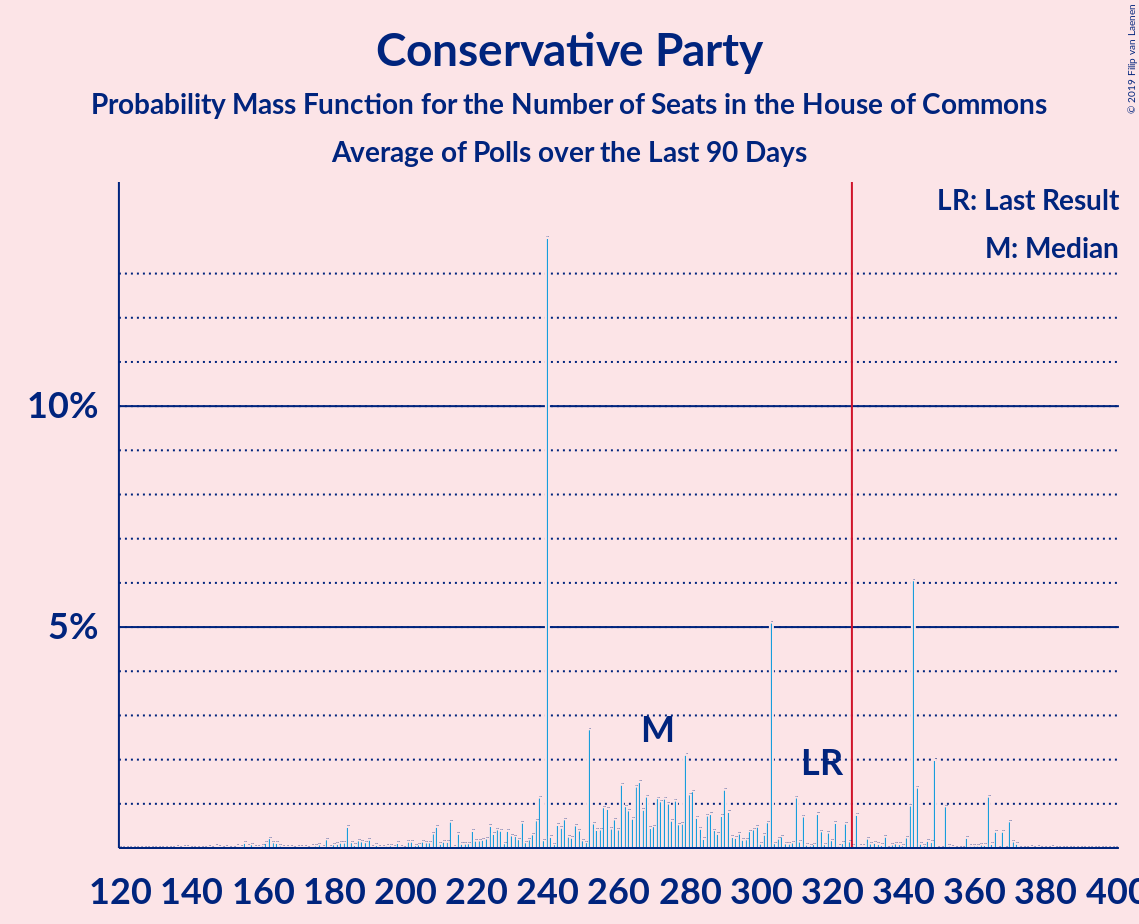 Conservative Party
Probability Mass Function for the Number of Seats in the House of Commons
Average of Polls over the Last 90 Days
© 2019 Filip van Laenen
LR: Last Result
M: Median
10%
5%
M
LR
120 140 160 180 200 220 240 260 280 300 320 340 360 380 400